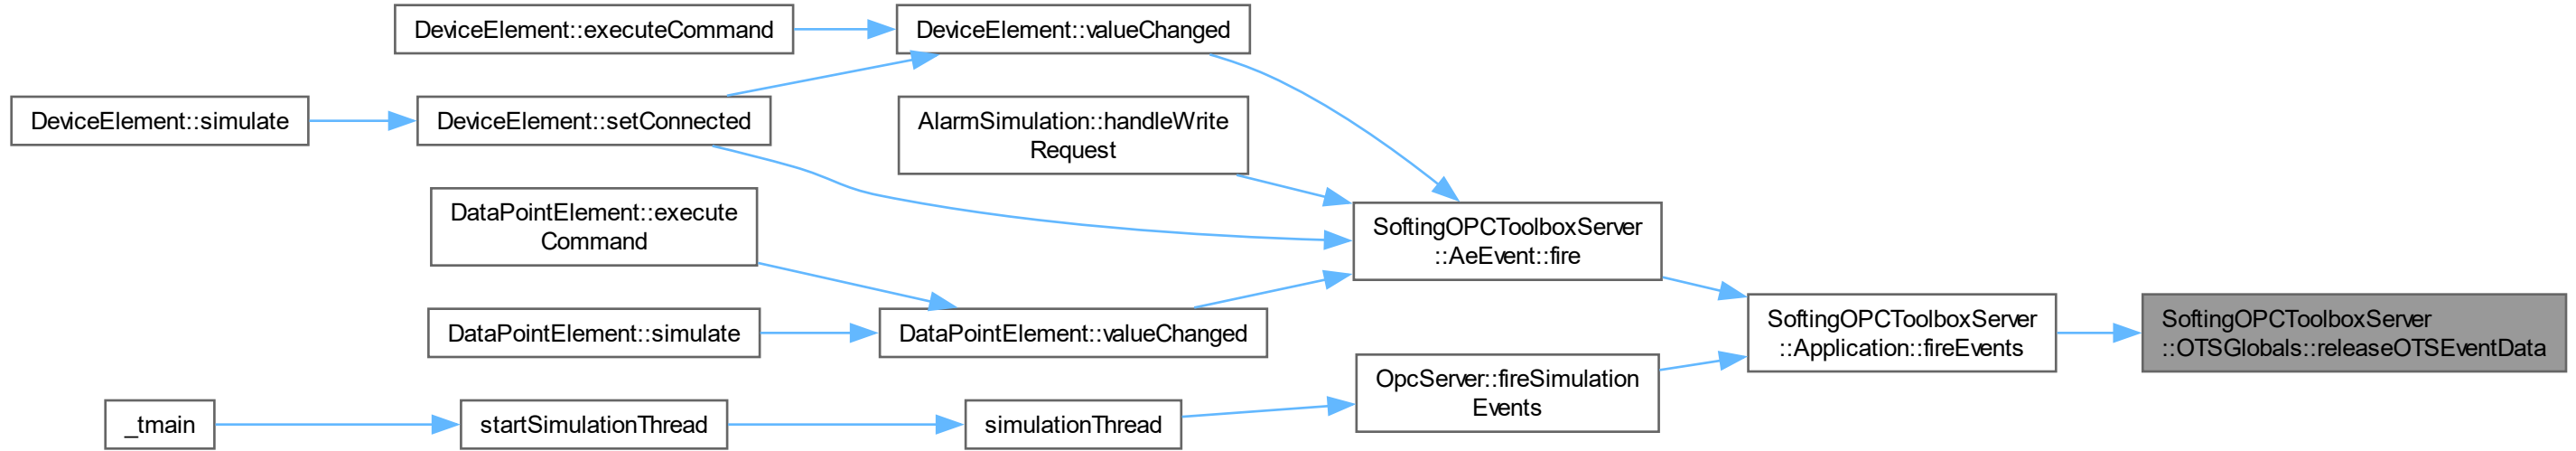 DeviceElement::executeCommand
DeviceElement::valueChanged
DeviceElement::simulate
DeviceElement::setConnected
AlarmSimulation::handleWrite
Request
DataPointElement::execute
Command
SoftingOPCToolboxServer
::AeEvent::fire
DataPointElement::simulate
DataPointElement::valueChanged
SoftingOPCToolboxServer
::Application::fireEvents
SoftingOPCToolboxServer
::OTSGlobals::releaseOTSEventData
OpcServer::fireSimulation
Events
_tmain
startSimulationThread
simulationThread